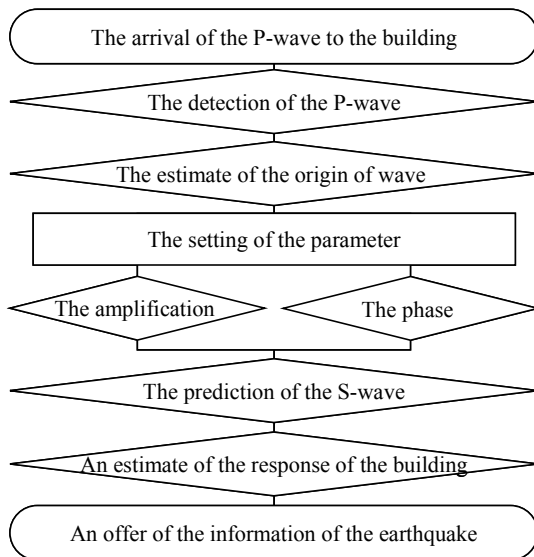 The arrival of the P-wave to the building
The detection of the P-wave
The estimate of the origin of wave
The setting of the parameter
The amplification
The phase
The prediction of the S-wave
An estimate of the response of the building
An offer of the information of the earthquake